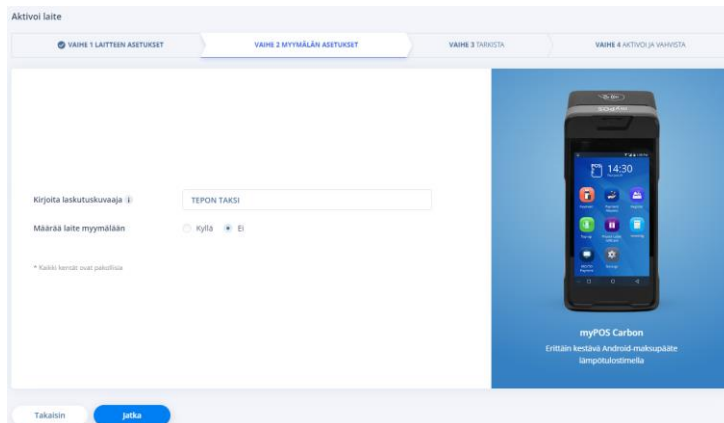 Aktivoi laite
VAIHE 1 LAITTEEN ASETUKSET
VAIHE 2 MYYMÄLÄN ASETUKSET
VAIHE 3 TARKISTA
VAIHE 4 AKTIVOI JA VAHVISTA
Kirjoita laskutuskuvaaja
TEPON TAKSI
Määrää laite myymälään
Kyllä
Ei
* Kaikki kentät ovat pakollisia
myPOS
14:30
myPOS Carbon
Erittäin kestävä Android-maksupääte
lämpötulostimella
Takaisin
Jatka